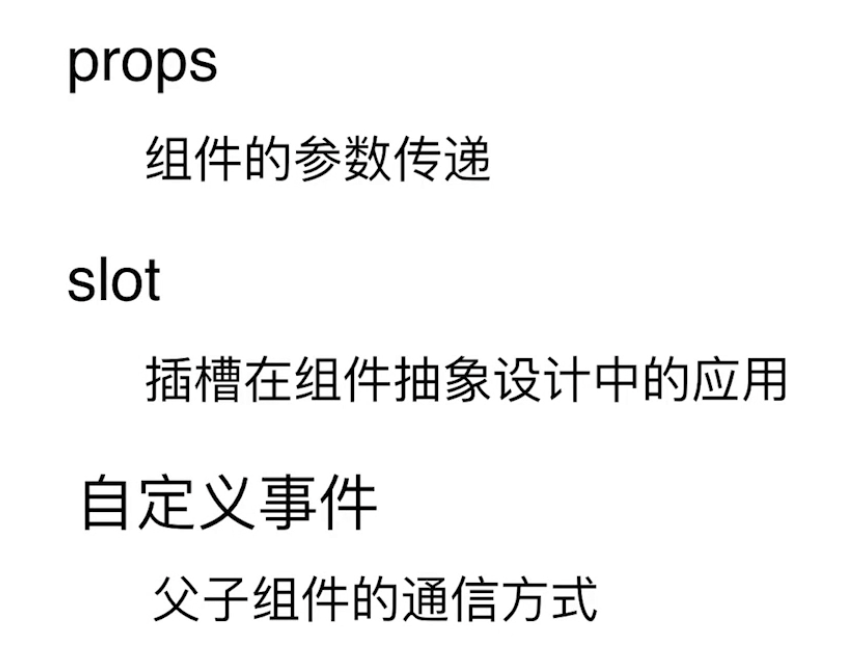 props
组件的参数传递
slot
插槽在组件抽象设计中的应用
自定义事件
父子组件的通信方式